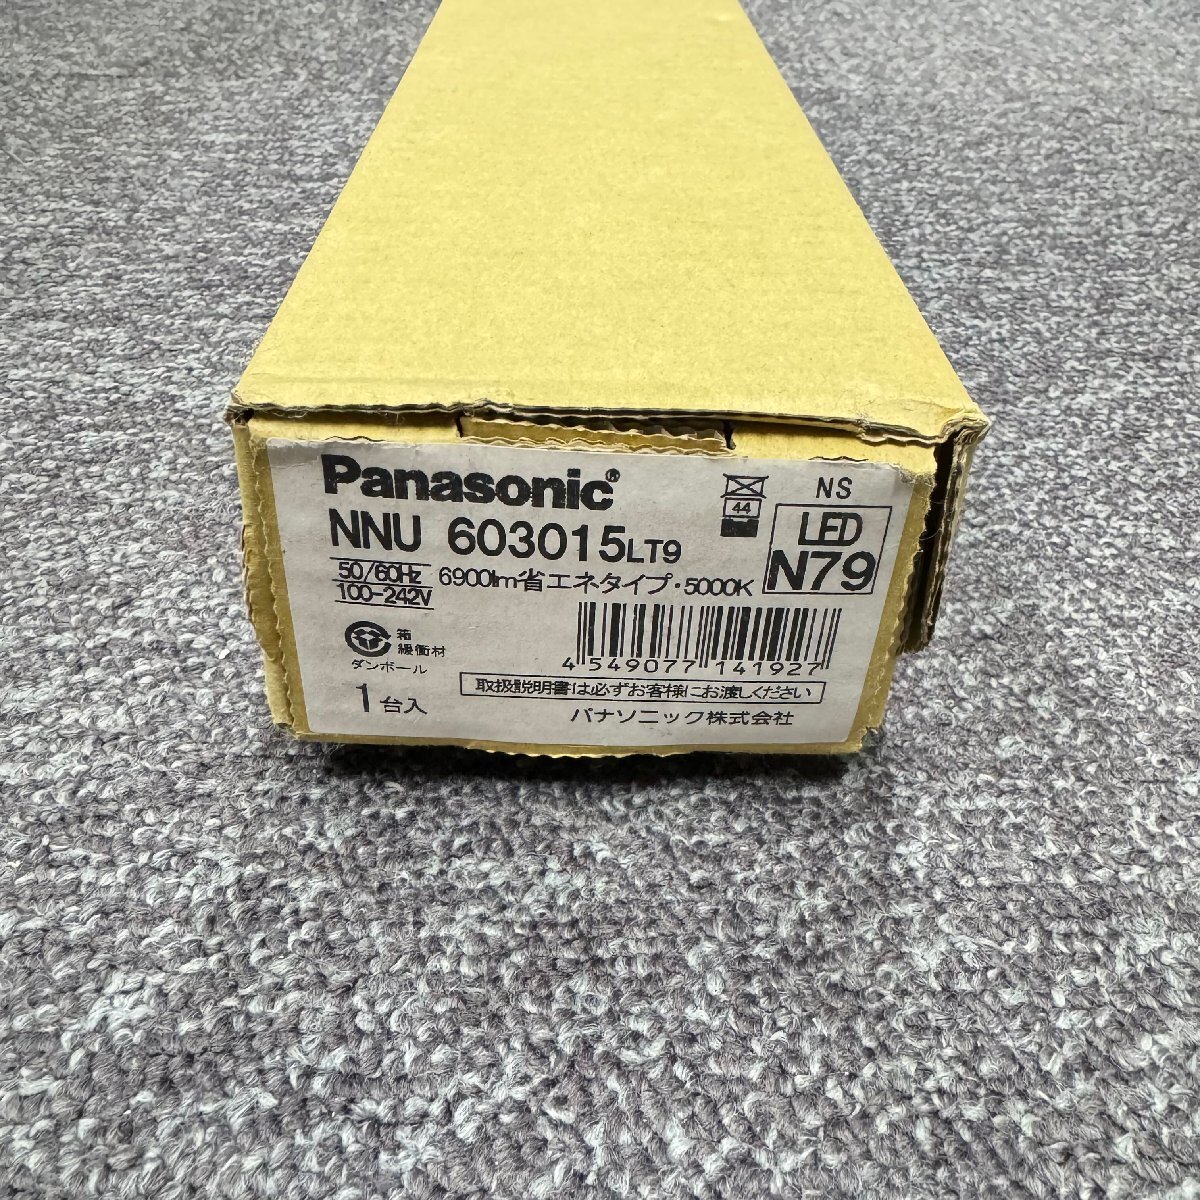 Panasonic®
NNU 603015LT9
44
NS
LED
N79
50/60Hz
100-242V
6900lm省エネタイプ・5000K
箱
緩衝材
ダンボール
4 549077 141927
1台入
取扱説明書は必ずお客様にお渡しください
パナソニック株式会社